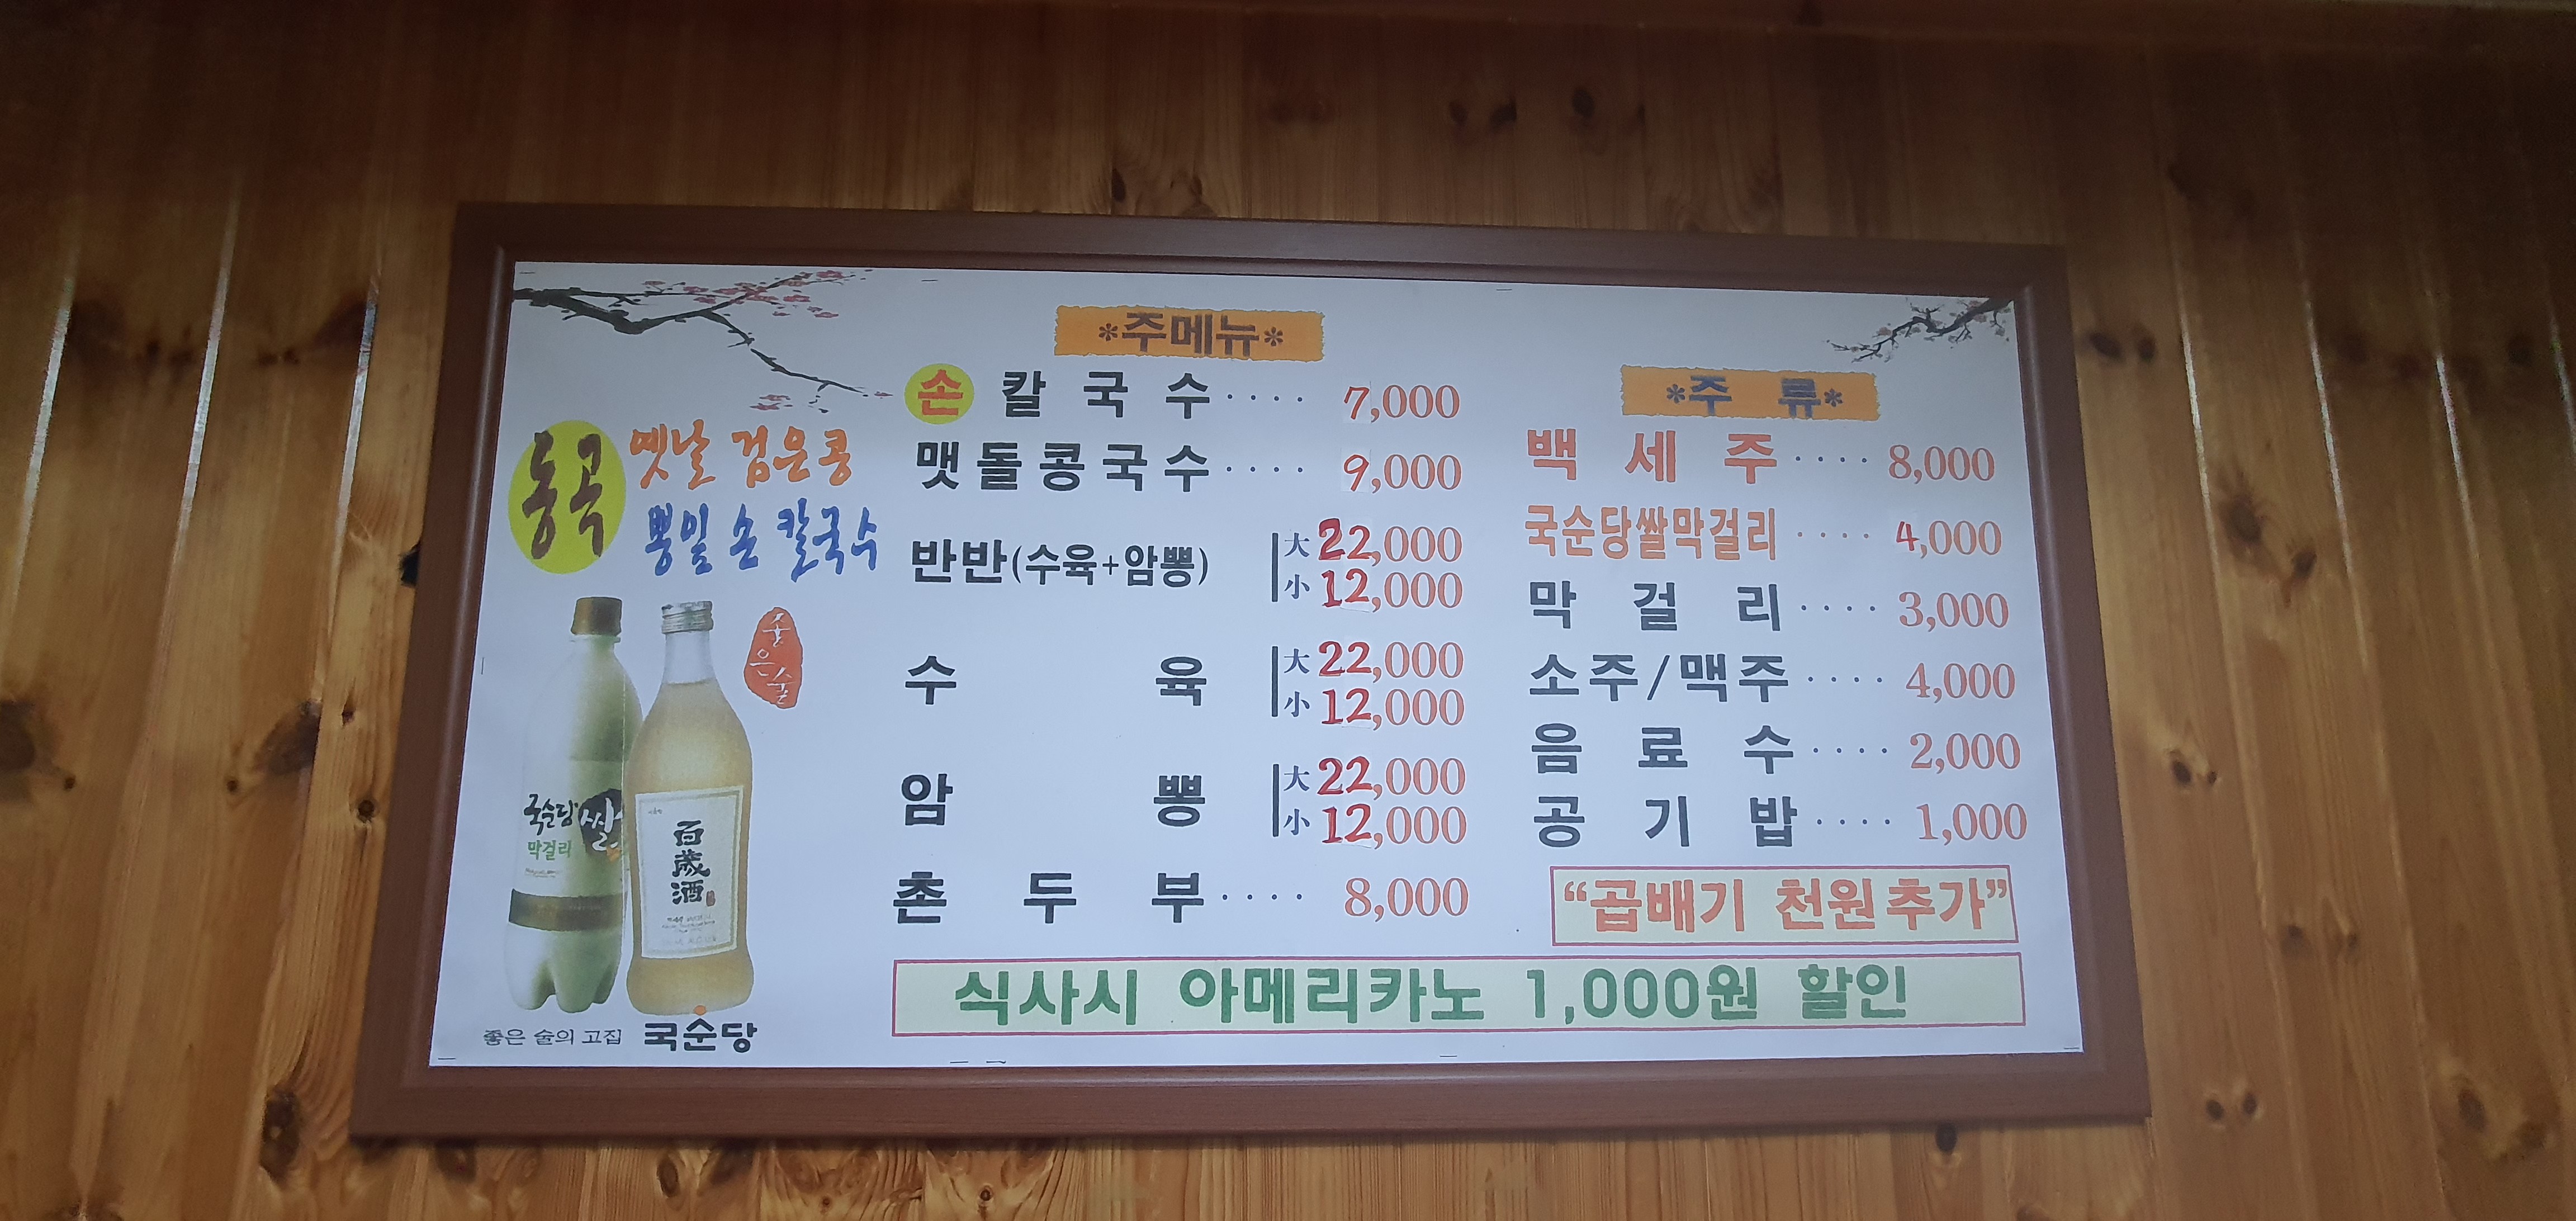 동곡
옛날 검은콩
뽕잎 손 칼국수
좋은술
국순당 쌀
막걸리
百歲酒
좋은 술의 고집 국순당
*주메뉴*
손 칼 국 수 ···· 7,000
맷돌콩국수 ···· 9,000
반반(수육+암뽕) 大 22,000
小 12,000
수 육 大 22,000
小 12,000
암 뽕 大 22,000
小 12,000
촌 두 부 ···· 8,000
*주 류*
백 세 주 ···· 8,000
국순당쌀막걸리 ···· 4,000
막 걸 리 ···· 3,000
소주/맥주 ···· 4,000
음 료 수 ···· 2,000
공 기 밥 ···· 1,000
“곱배기 천원추가”
식사시 아메리카노 1,000원 할인